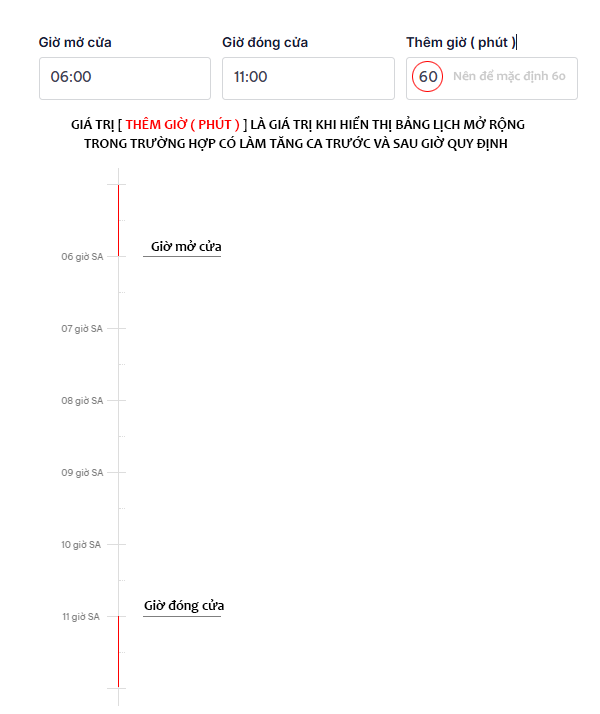 Giờ mở cửa Giờ đóng cửa Thêm giờ ( phút )
06:00 11:00 60 Nên để mặc định 60
GIÁ TRỊ [ THÊM GIỜ ( PHÚT ) ] LÀ GIÁ TRỊ KHI HIỂN THỊ BẢNG LỊCH MỞ RỘNG
TRONG TRƯỜNG HỢP CÓ LÀM TĂNG CA TRƯỚC VÀ SAU GIỜ QUY ĐỊNH
Giờ mở cửa
06 giờ SA
07 giờ SA
08 giờ SA
09 giờ SA
10 giờ SA
Giờ đóng cửa
11 giờ SA